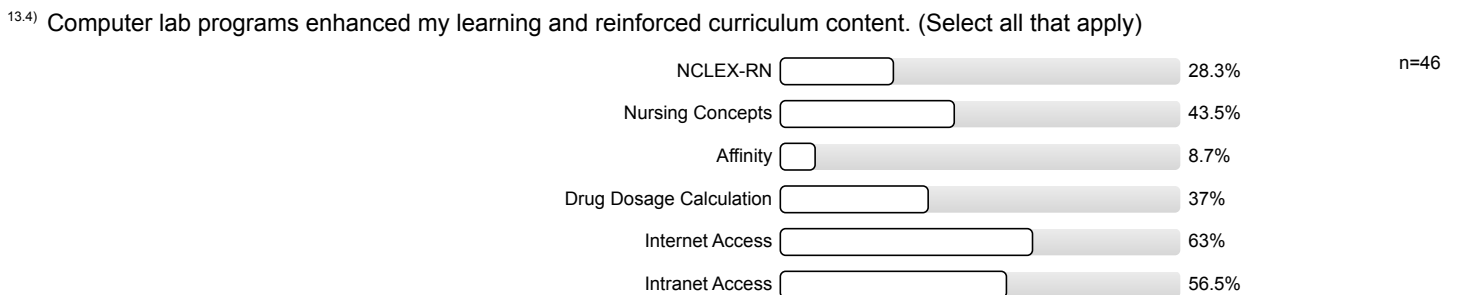 13.4) Computer lab programs enhanced my learning and reinforced curriculum content. (Select all that apply)
n=46
NCLEX-RN 28.3%
Nursing Concepts 43.5%
Affinity 8.7%
Drug Dosage Calculation 37%
Internet Access 63%
Intranet Access 56.5%